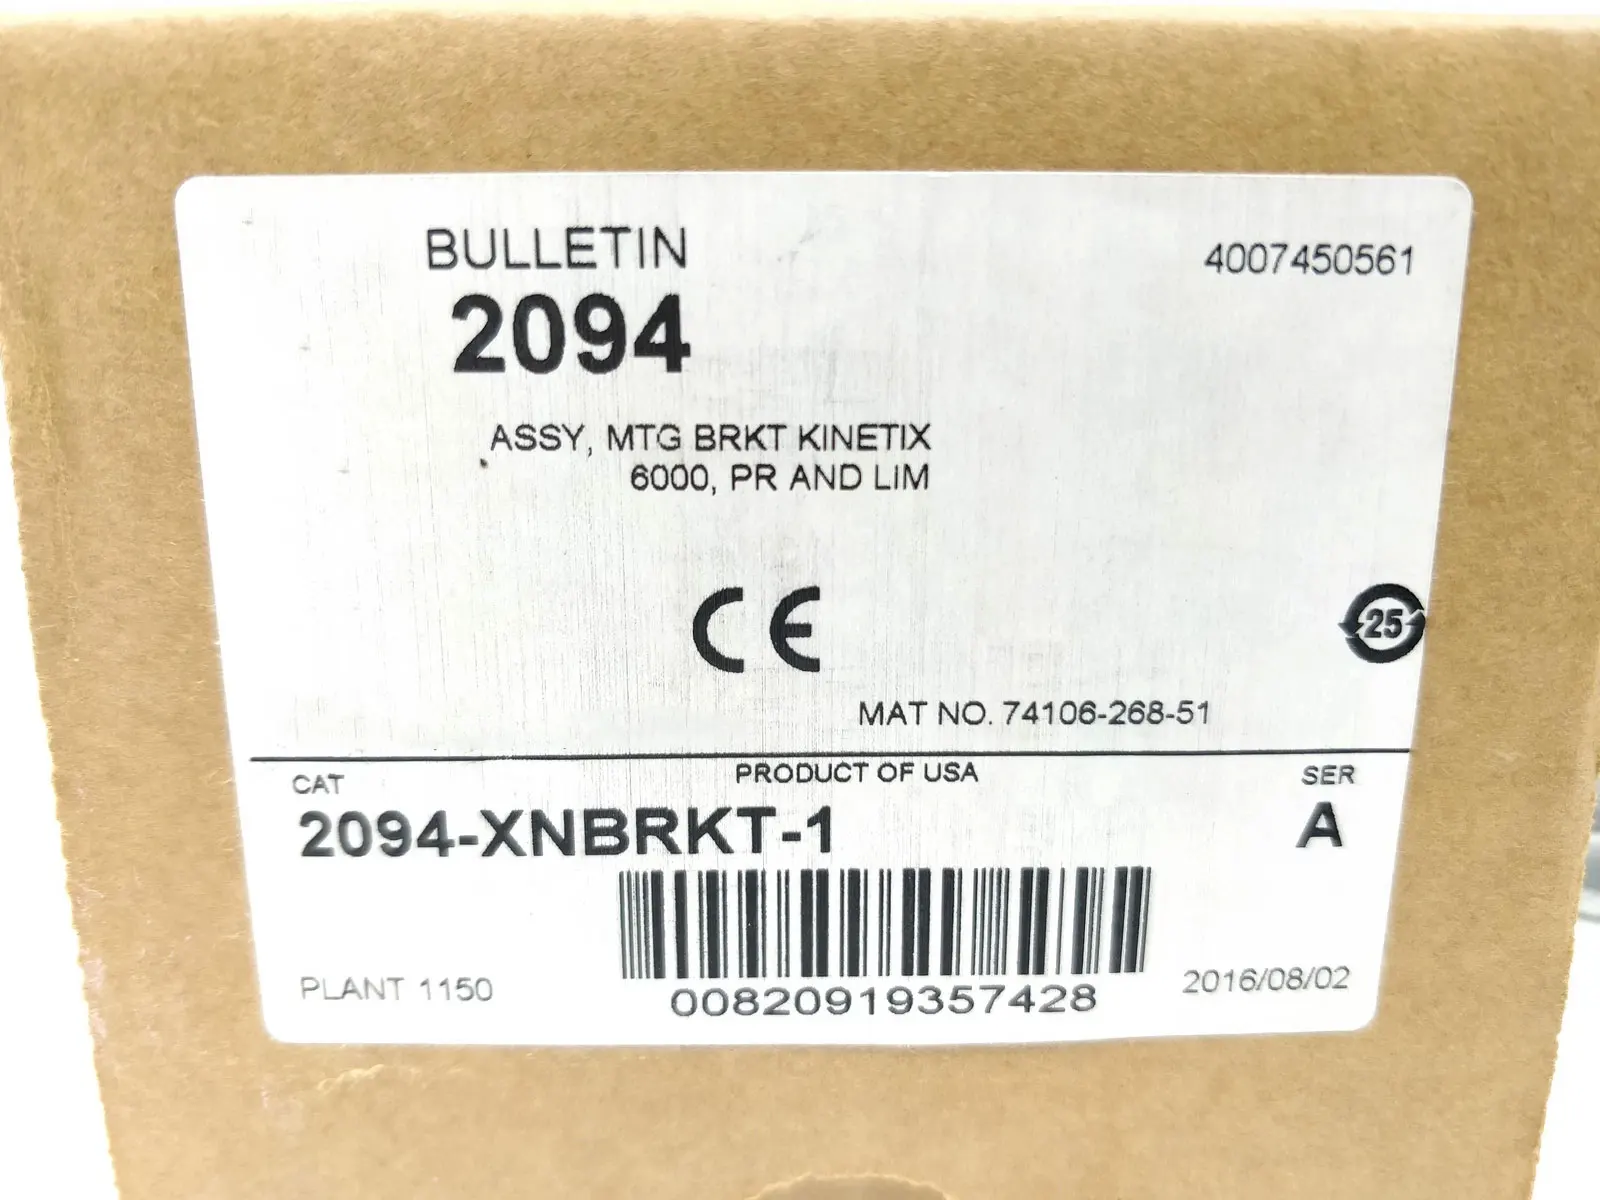 BULLETIN
4007450561
2094
ASSY, MTG BRKT KINETIX
6000, PR AND LIM
CE
25
MAT NO. 74106-268-51
PRODUCT OF USA
CAT
SER
2094-XNBRKT-1
A
PLANT 1150
00820919357428
2016/08/02